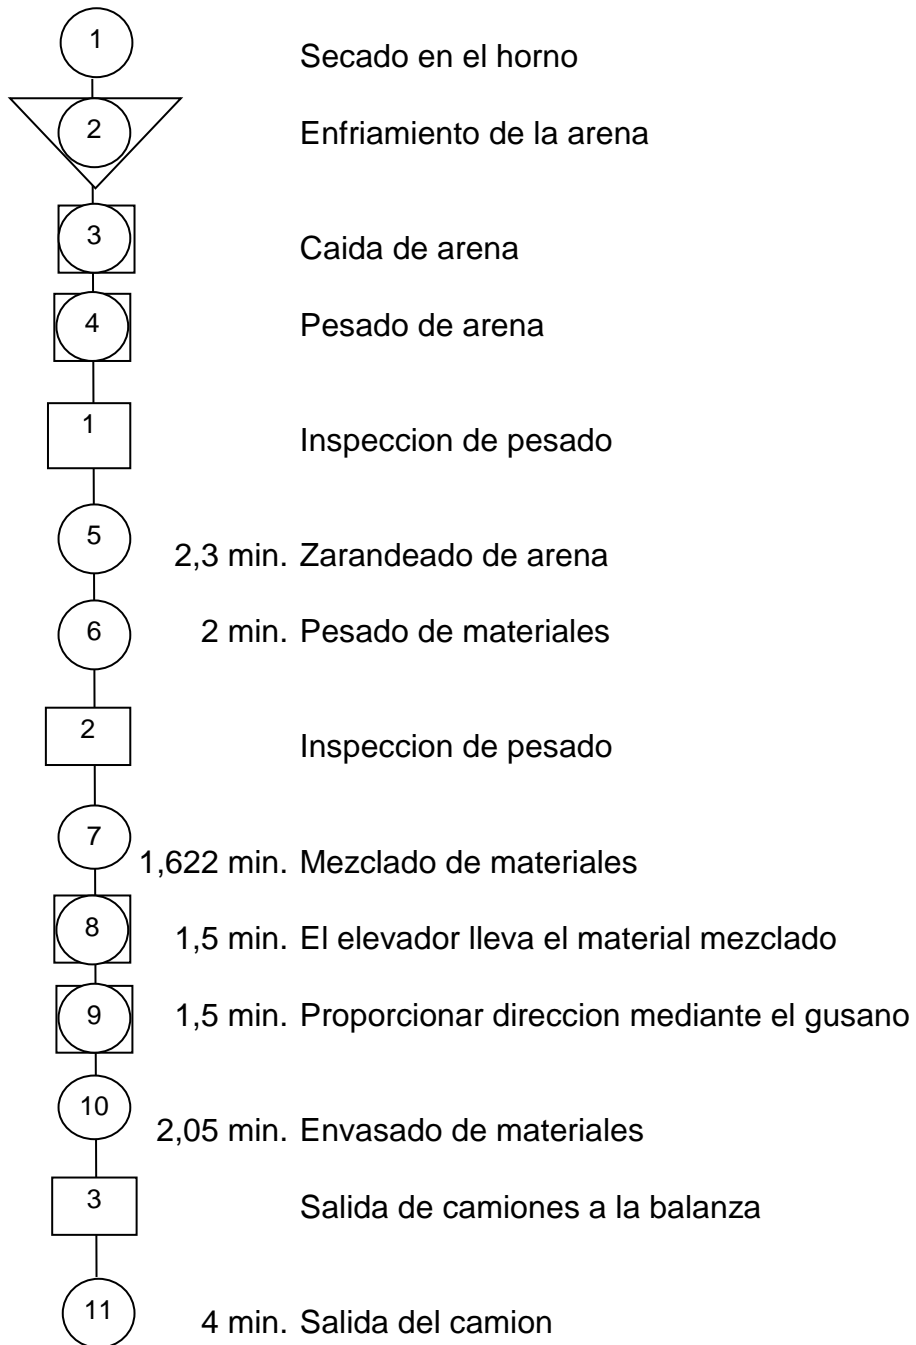 1
Secado en el horno
2
Enfriamiento de la arena
3
Caida de arena
4
Pesado de arena
1
Inspeccion de pesado
5
2,3 min. Zarandeado de arena
6
2 min. Pesado de materiales
2
Inspeccion de pesado
7
1,622 min. Mezclado de materiales
8
1,5 min. El elevador lleva el material mezclado
9
1,5 min. Proporcionar direccion mediante el gusano
10
2,05 min. Envasado de materiales
3
Salida de camiones a la balanza
11
4 min. Salida del camion